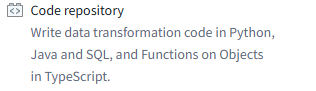 Code repository
Write data transformation code in Python,
Java and SQL, and Functions on Objects
in TypeScript.